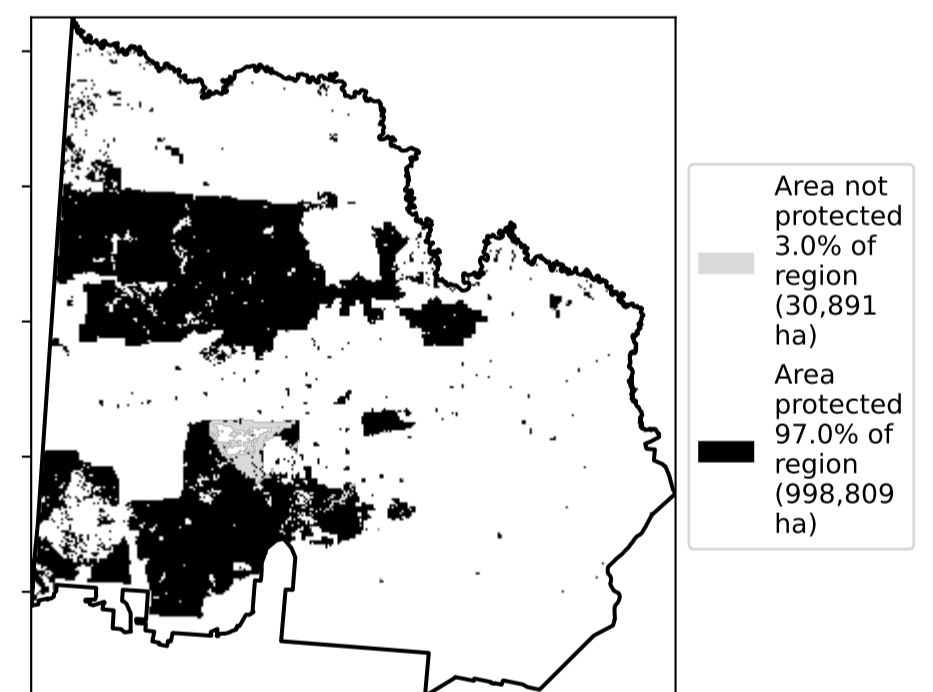 Area not
protected
3.0% of
region
(30,891
ha)
Area
protected
97.0% of
region
(998,809
ha)